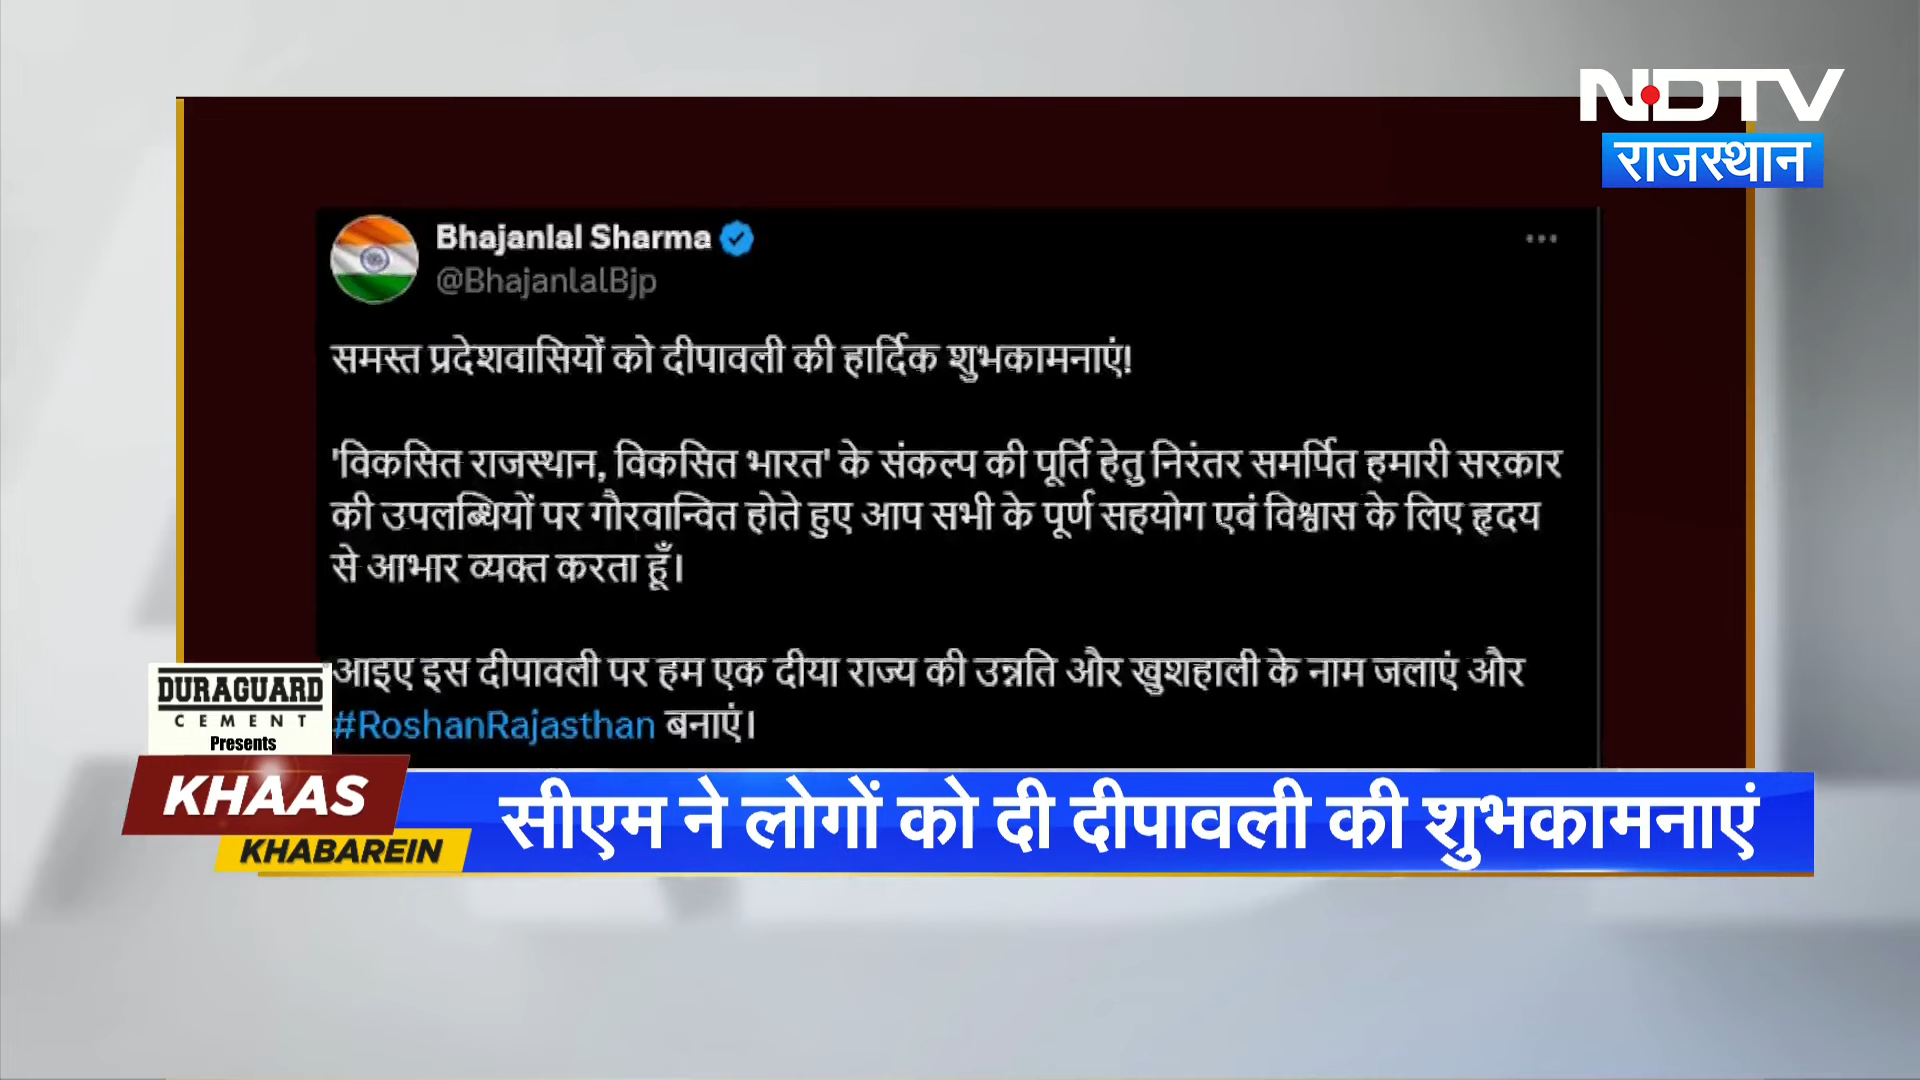 NDTV
राजस्थान
Bhajanlal Sharma
@BhajanlalBjp
समस्त प्रदेशवासियों को दीपावली की हार्दिक शुभकामनाएं!
'विकसित राजस्थान, विकसित भारत' के संकल्प की पूर्ति हेतु निरंतर समर्पित हमारी सरकार
की उपलब्धियों पर गौरवान्वित होते हुए आप सभी के पूर्ण सहयोग एवं विश्वास के लिए हृदय
से आभार व्यक्त करता हूँ।
आइए इस दीपावली पर हम एक दीया राज्य की उन्नति और खुशहाली के नाम जलाएं और
#RoshanRajasthan बनाएं।
DURAGUARD
CEMENT
Presents
KHAAS
KHABAREIN
सीएम ने लोगों को दी दीपावली की शुभकामनाएं